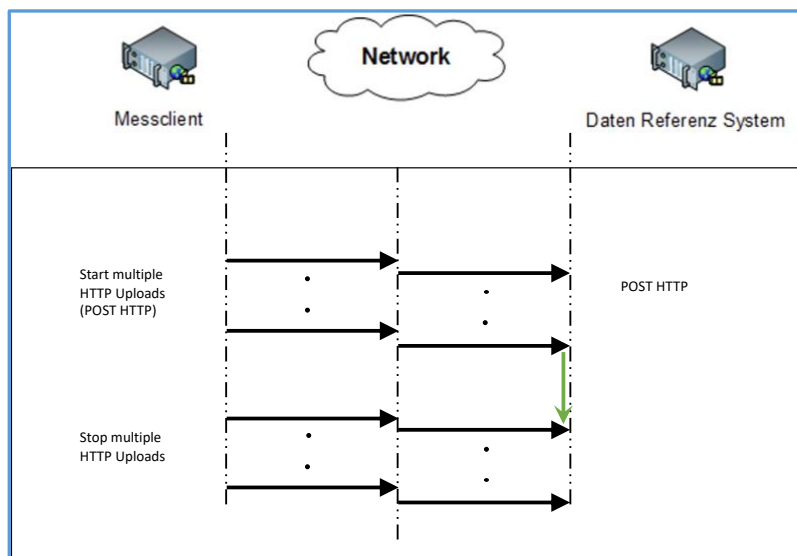 Network
Messclient
Daten Referenz System
Start multiple
HTTP Uploads
(POST HTTP)
POST HTTP
Stop multiple
HTTP Uploads